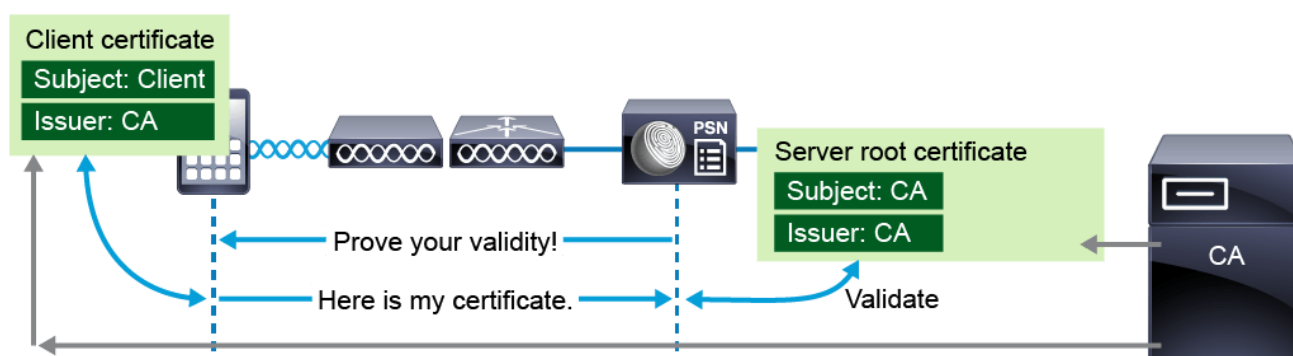 Client certificate
Subject: Client
Issuer: CA
PSN
Server root certificate
Subject: CA
Issuer: CA
CA
Prove your validity!
Here is my certificate.
Validate